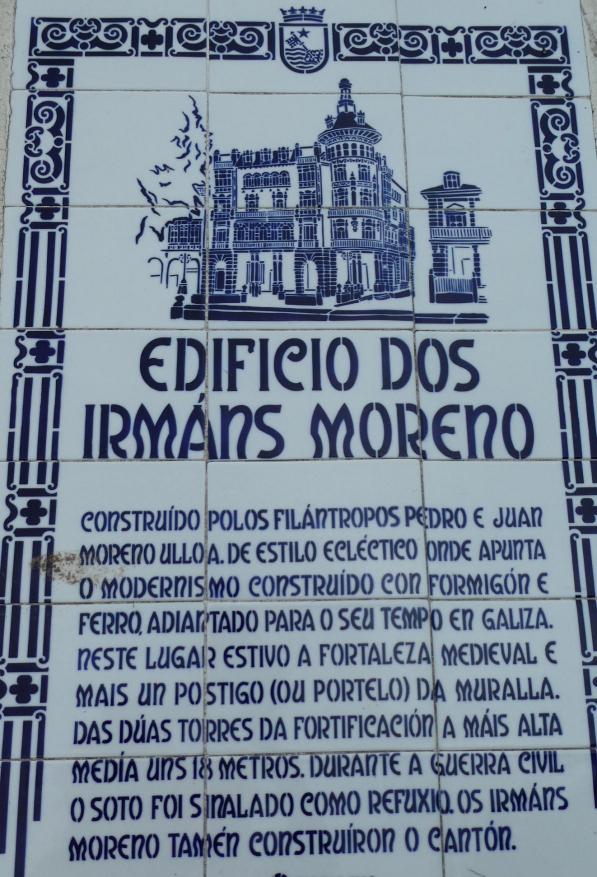 EDIFICIO DOS
IRMÁNS MORENO
CONSTRUÍDO POLOS FILÁNTROPOS PEDRO E JUAN
MORENO ULLOA. DE ESTILO ECLÉCTICO ONDE APUNTA
O MODERNISMO CONSTRUÍDO CON FORMIGÓN E
FERRO, ADIANTADO PARA O SEU TEMPO EN GALIZA.
NESTE LUGAR ESTIVO A FORTALEZA MEDIEVAL E
MAIS UN POSTIGO (OU PORTELO) DA MURALLA.
DAS DÚAS TORRES DA FORTIFICACIÓN A MÁIS ALTA
MEDÍA UNS 18 METROS. DURANTE A GUERRA CIVIL
O SOTO FOI SINALADO COMO REFUXIO. OS IRMÁNS
MORENO TAMÉN CONSTRUÍRON O CANTÓN.